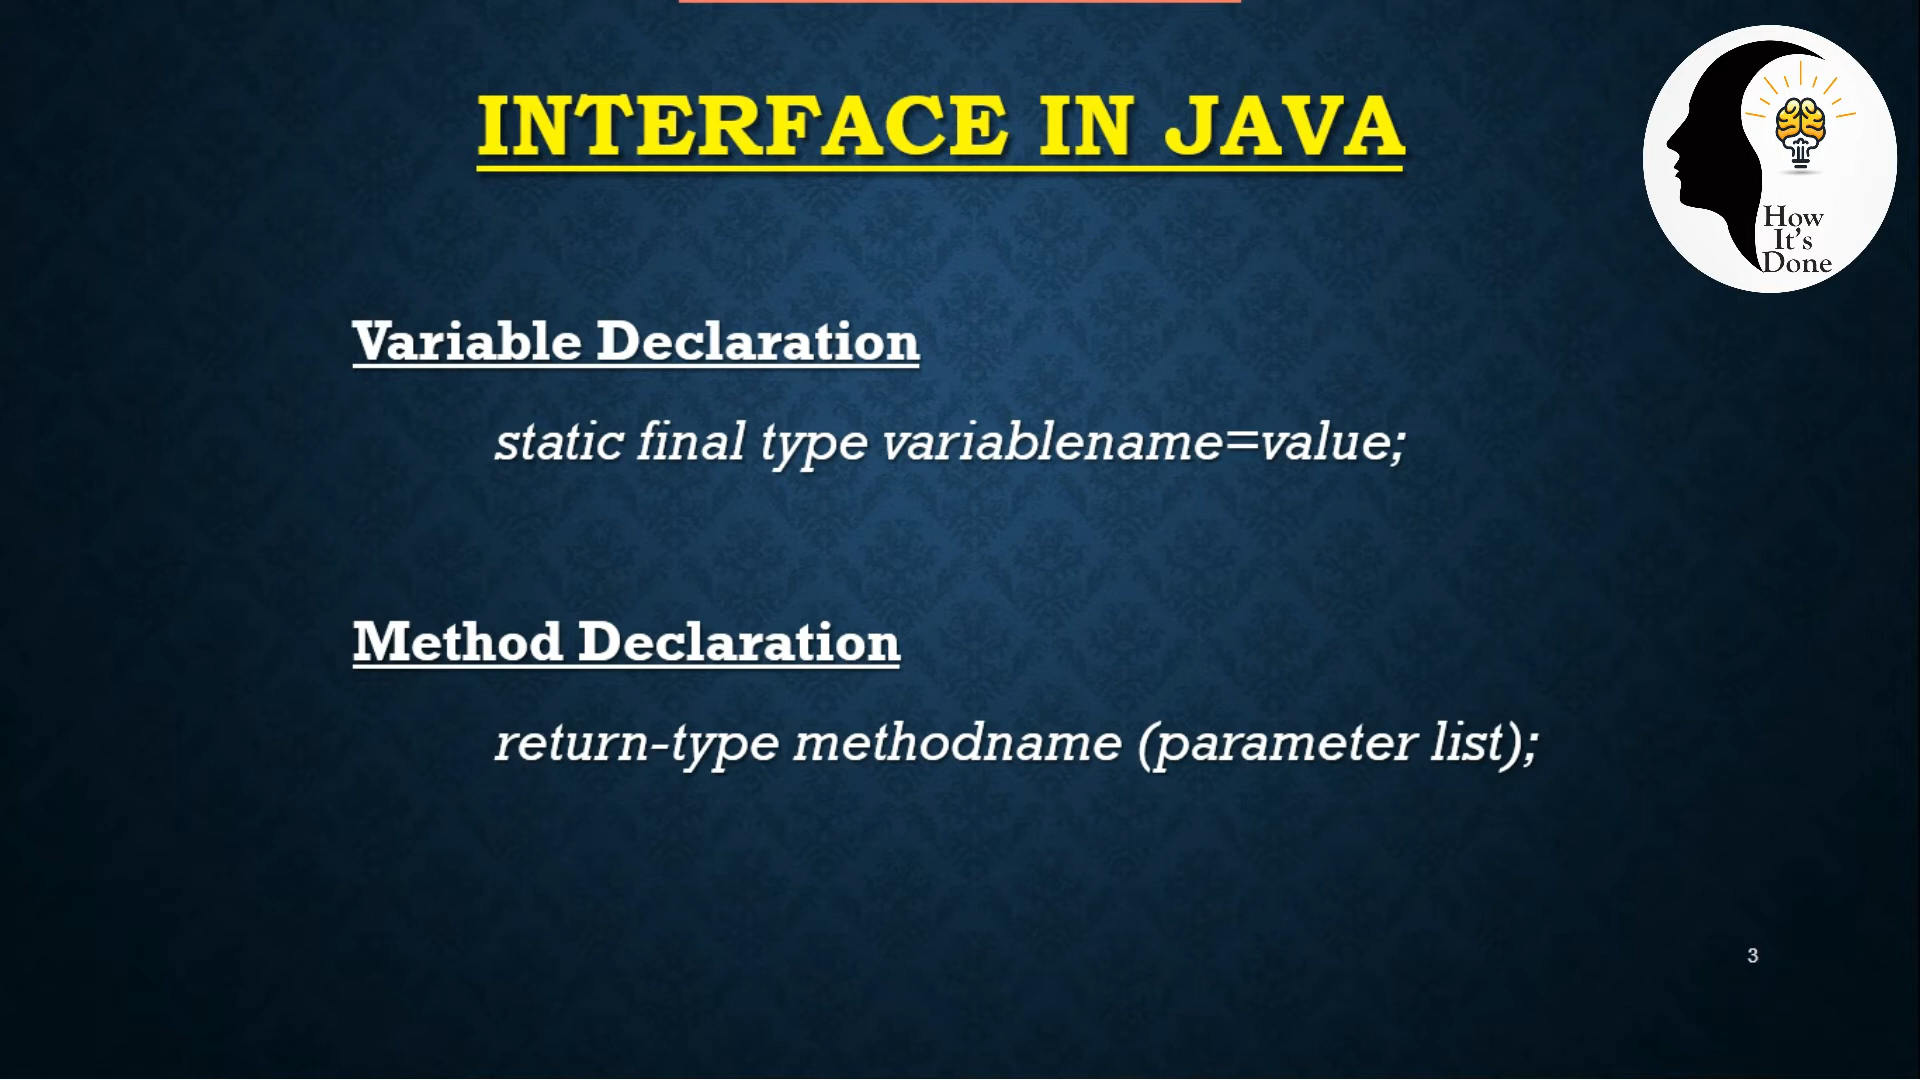 INTERFACE IN JAVA
How
It's
Done
Variable Declaration
static final type variablename=value;
Method Declaration
return-type methodname (parameter list);
3